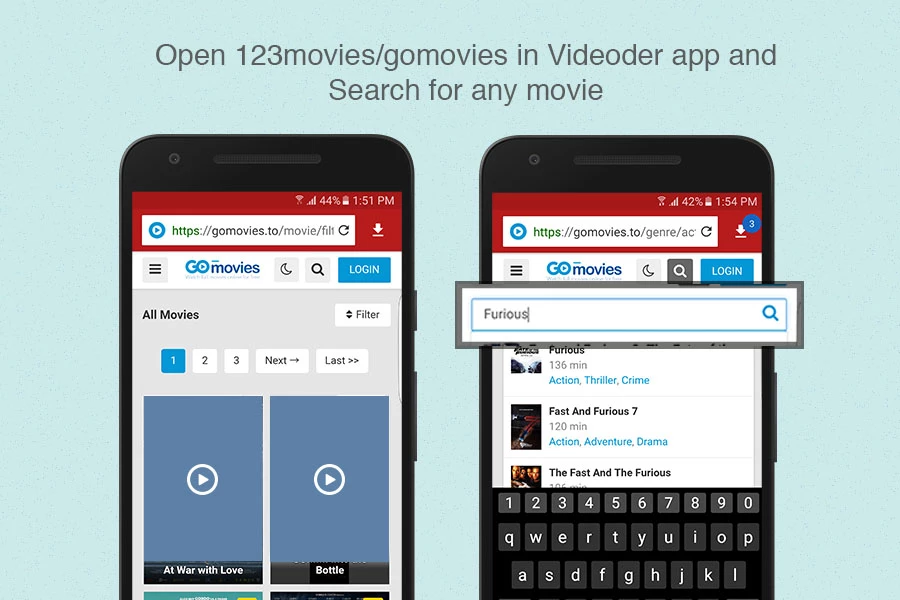 Open 123movies/gomovies in Videoder app and
Search for any movie
44% 1:51 PM
https://gomovies.to/movie/filt
GOmovies
LOGIN
All Movies
Filter
1 2 3 Next → Last >>
At War with Love
Bottle
42% 1:54 PM
https://gomovies.to/genre/ac
3
GOmovies
LOGIN
Furious
Furious
136 min
Action, Thriller, Crime
Fast And Furious 7
120 min
Action, Adventure, Drama
The Fast And The Furious
106 min
1 2 3 4 5 6 7 8 9 0
q w e r t y u i o p
a s d f g h j k l